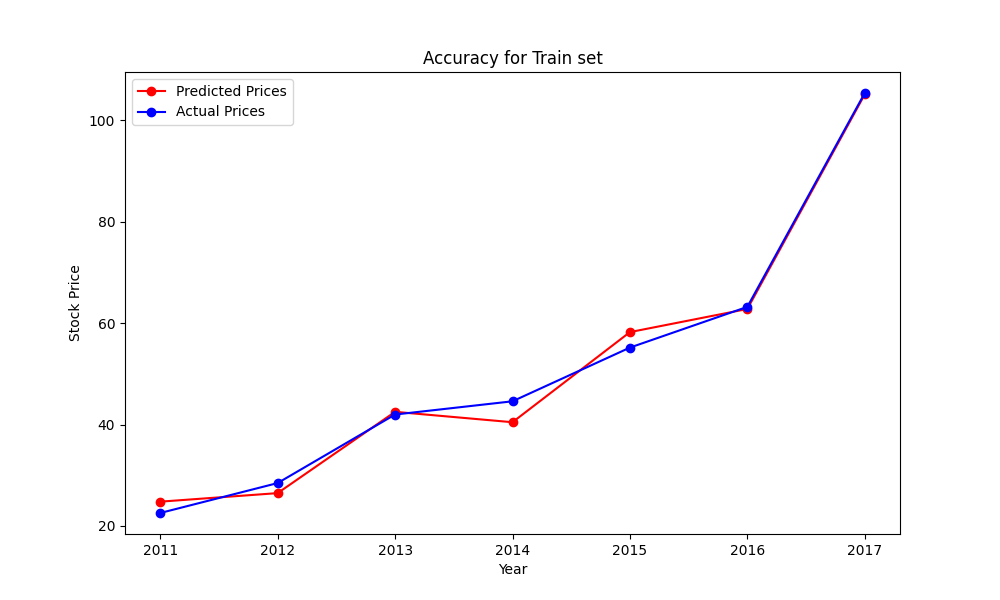 Accuracy for Train set
Predicted Prices
Actual Prices
100
80
60
40
20
Stock Price
2011 2012 2013 2014 2015 2016 2017
Year